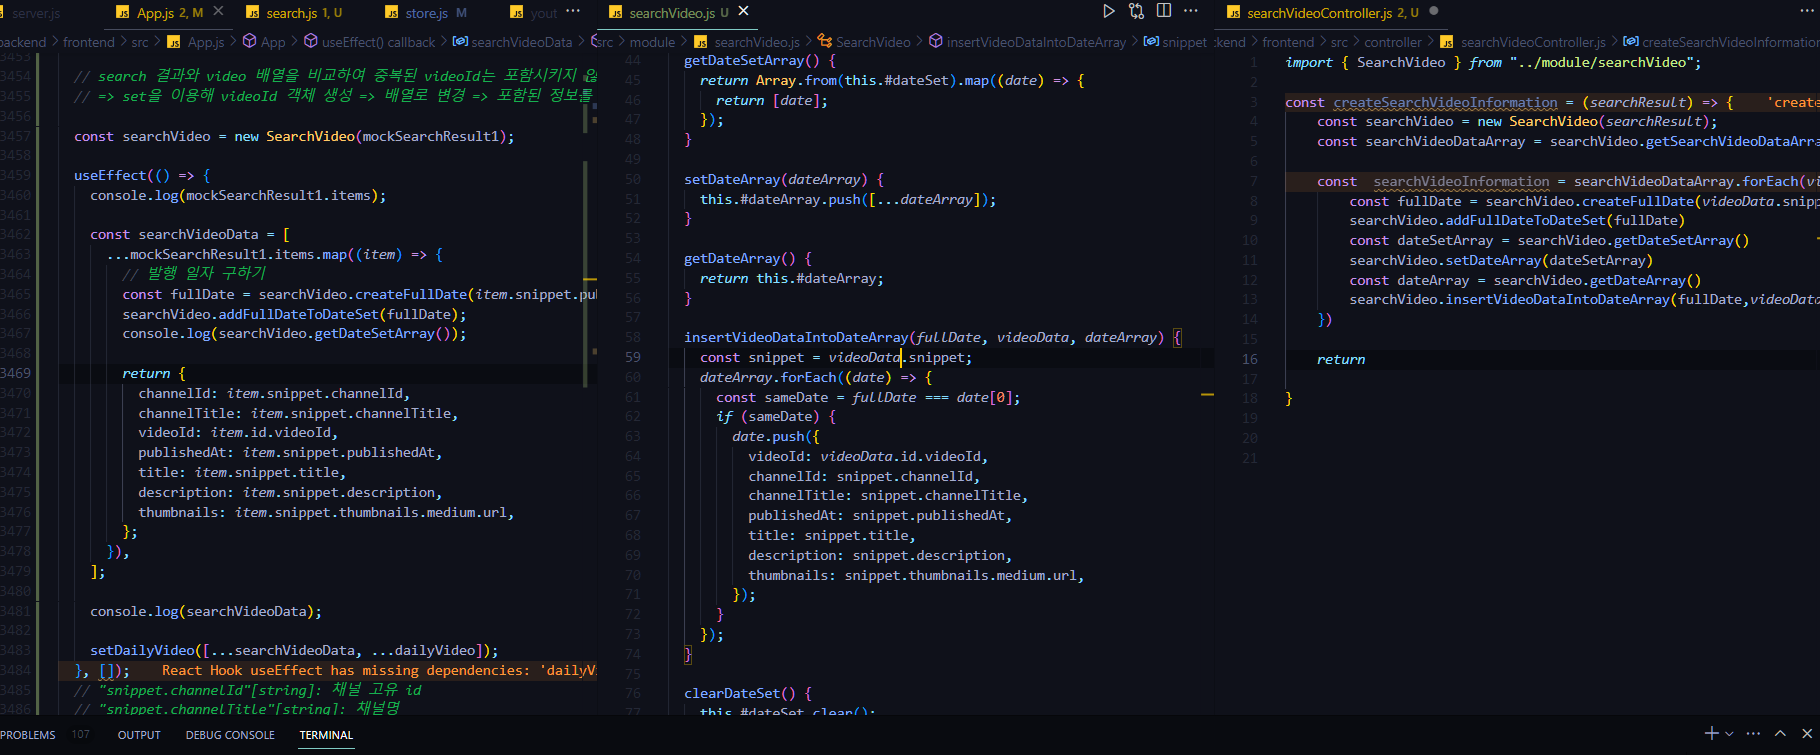 server.js
App.js 2, M
search.js 1, U
store.js M
yout ···
searchVideo.js U
searchVideoController.js 2, U
backend > frontend > src > App.js > App > useEffect() callback > searchVideoData
3453
3454 // search 결과와 video 배열을 비교하여 중복된 videoId는 포함시키지 않
3455 // => set을 이용해 videoId 객체 생성 => 배열로 변경 => 포함된 정보를
3456
3457 const searchVideo = new SearchVideo(mockSearchResult1);
3458
3459 useEffect(() => {
3460 console.log(mockSearchResult1.items);
3461
3462 const searchVideoData = [
3463 ...mockSearchResult1.items.map((item) => {
3464 // 발행 일자 구하기
3465 const fullDate = searchVideo.createFullDate(item.snippet.pu
3466 searchVideo.addFullDateToDateSet(fullDate);
3467 console.log(searchVideo.getDateSetArray());
3468
3469 return {
3470 channelId: item.snippet.channelId,
3471 channelTitle: item.snippet.channelTitle,
3472 videoId: item.id.videoId,
3473 publishedAt: item.snippet.publishedAt,
3474 title: item.snippet.title,
3475 description: item.snippet.description,
3476 thumbnails: item.snippet.thumbnails.medium.url,
3477 };
3478 }),
3479 ];
3480
3481 console.log(searchVideoData);
3482
3483 setDailyVideo([...searchVideoData, ...dailyVideo]);
3484 }, []); React Hook useEffect has missing dependencies: 'dailyVi
3485 // "snippet.channelId"[string]: 채널 고유 id
3486 // "snippet.channelTitle"[string]: 채널명
src > module > searchVideo.js > SearchVideo > insertVideoDataIntoDateArray > snippet
44 getDateSetArray() {
45 return Array.from(this.#dateSet).map((date) => {
46 return [date];
47 });
48 }
49
50 setDateArray(dateArray) {
51 this.#dateArray.push([...dateArray]);
52 }
53
54 getDateArray() {
55 return this.#dateArray;
56 }
57
58 insertVideoDataIntoDateArray(fullDate, videoData, dateArray) {
59 const snippet = videoData.snippet;
60 dateArray.forEach((date) => {
61 const sameDate = fullDate === date[0];
62 if (sameDate) {
63 date.push({
64 videoId: videoData.id.videoId,
65 channelId: snippet.channelId,
66 channelTitle: snippet.channelTitle,
67 publishedAt: snippet.publishedAt,
68 title: snippet.title,
69 description: snippet.description,
70 thumbnails: snippet.thumbnails.medium.url,
71 });
72 }
73 });
74 }
75
76 clearDateSet() {
77 this.#dateSet.clear();
kend > frontend > src > controller > searchVideoController.js > createSearchVideoInformation
1 import { SearchVideo } from "../module/searchVideo";
2
3 const createSearchVideoInformation = (searchResult) => { 'create
4 const searchVideo = new SearchVideo(searchResult);
5 const searchVideoDataArray = searchVideo.getSearchVideoDataArra
6
7 const searchVideoInformation = searchVideoDataArray.forEach(vi
8 const fullDate = searchVideo.createFullDate(videoData.snipp
9 searchVideo.addFullDateToDateSet(fullDate)
10 const dateSetArray = searchVideo.getDateSetArray()
11 searchVideo.setDateArray(dateSetArray)
12 const dateArray = searchVideo.getDateArray()
13 searchVideo.insertVideoDataIntoDateArray(fullDate,videoData
14 })
15
16 return
17
18 }
19
20
21
PROBLEMS 107 OUTPUT DEBUG CONSOLE TERMINAL